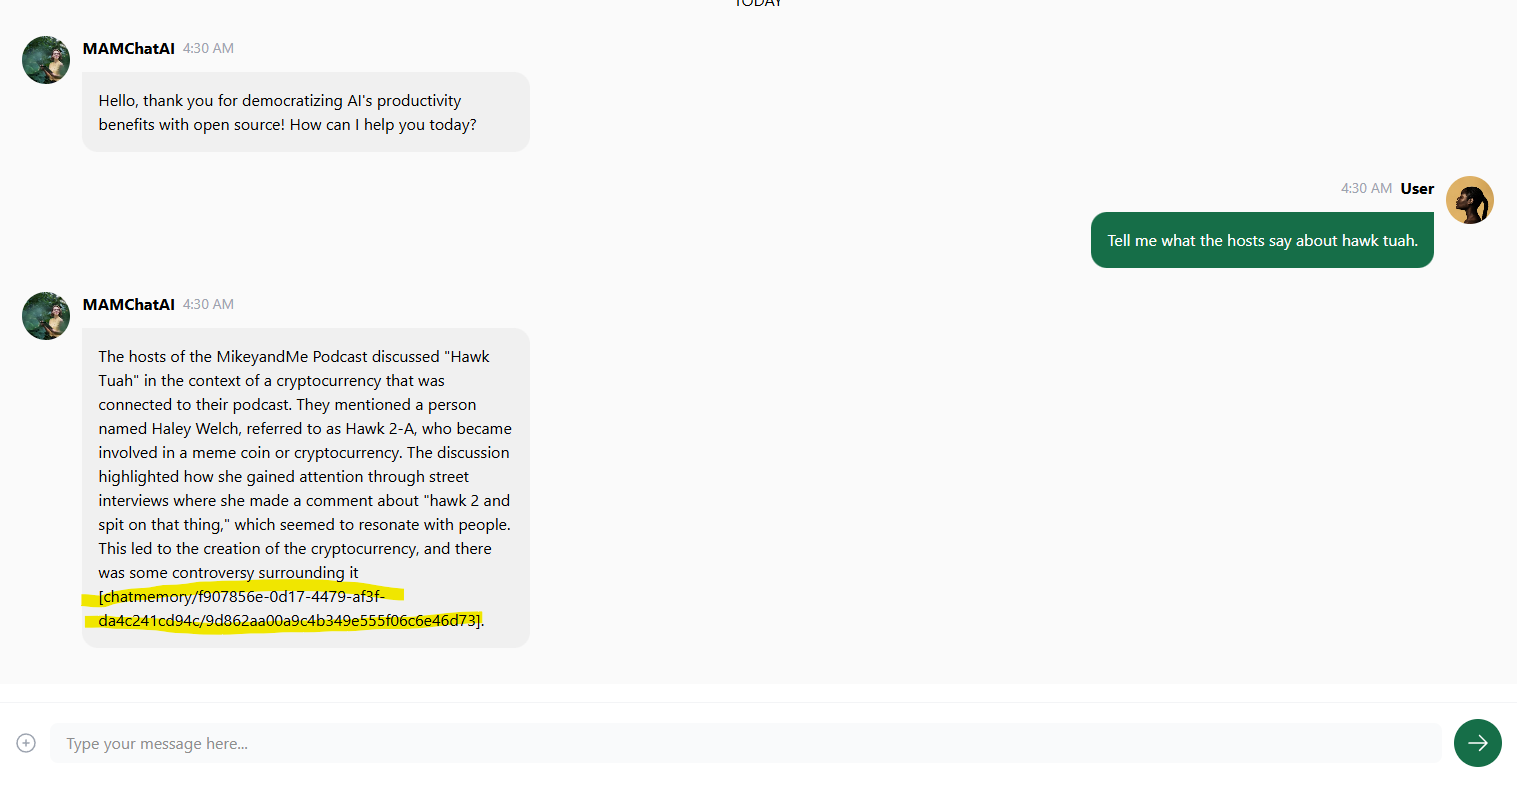 TODAY
MAMChatAI 4:30 AM
Hello, thank you for democratizing AI's productivity
benefits with open source! How can I help you today?
4:30 AM User
Tell me what the hosts say about hawk tuah.
MAMChatAI 4:30 AM
The hosts of the MikeyandMe Podcast discussed "Hawk
Tuah" in the context of a cryptocurrency that was
connected to their podcast. They mentioned a person
named Haley Welch, referred to as Hawk 2-A, who became
involved in a meme coin or cryptocurrency. The discussion
highlighted how she gained attention through street
interviews where she made a comment about "hawk 2 and
spit on that thing," which seemed to resonate with people.
This led to the creation of the cryptocurrency, and there
was some controversy surrounding it
[chatmemory/f907856e-0d17-4479-af3f-
da4c241cd94c/9d862aa00a9c4b349e555f06c6e46d73].
Type your message here...